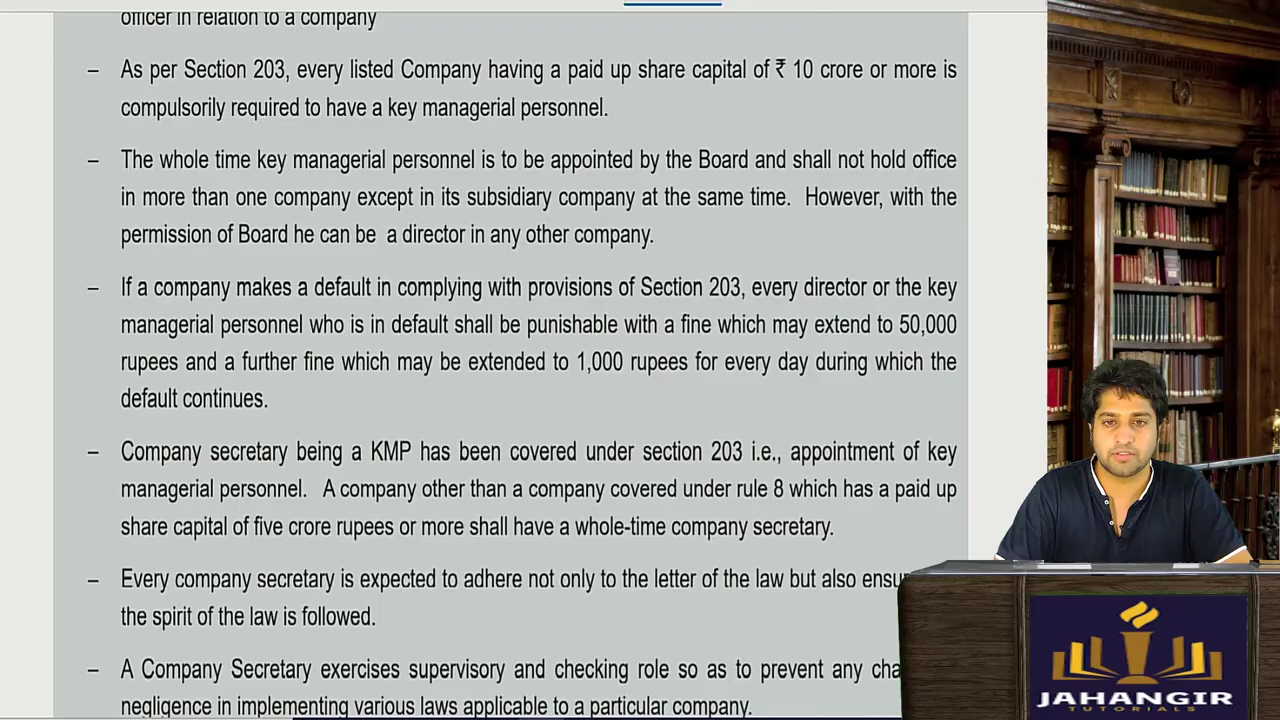 officer in relation to a company
– As per Section 203, every listed Company having a paid up share capital of ₹ 10 crore or more is
compulsorily required to have a key managerial personnel.
– The whole time key managerial personnel is to be appointed by the Board and shall not hold office
in more than one company except in its subsidiary company at the same time. However, with the
permission of Board he can be a director in any other company.
– If a company makes a default in complying with provisions of Section 203, every director or the key
managerial personnel who is in default shall be punishable with a fine which may extend to 50,000
rupees and a further fine which may be extended to 1,000 rupees for every day during which the
default continues.
– Company secretary being a KMP has been covered under section 203 i.e., appointment of key
managerial personnel. A company other than a company covered under rule 8 which has a paid up
share capital of five crore rupees or more shall have a whole-time company secretary.
– Every company secretary is expected to adhere not only to the letter of the law but also ensu
the spirit of the law is followed.
– A Company Secretary exercises supervisory and checking role so as to prevent any cha
negligence in implementing various laws applicable to a particular company.
JAHANGIR
TUTORIALS